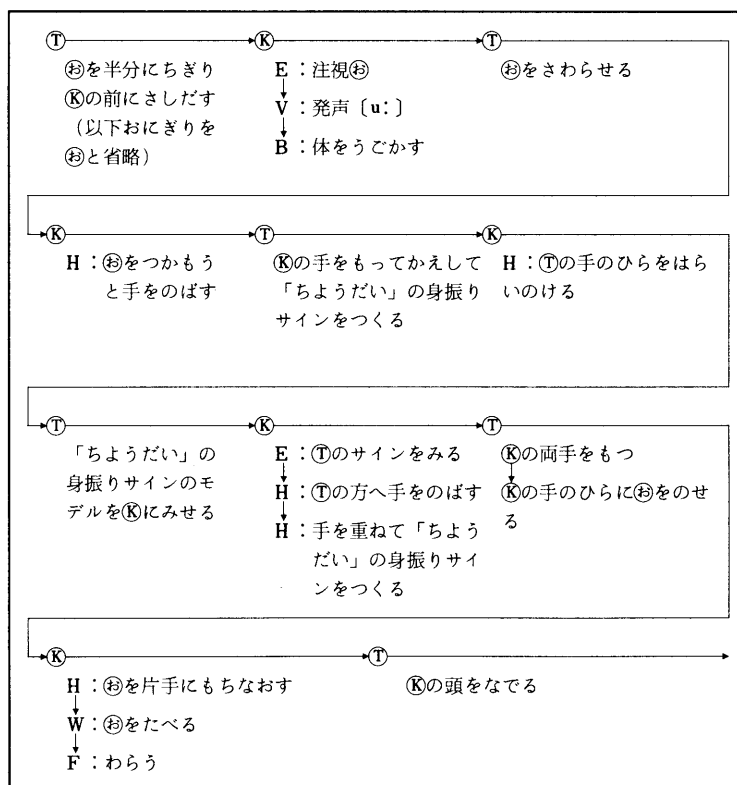 Ⓣ Ⓚ Ⓣ
㋔を半分にちぎり
Ⓚの前にさしだす
(以下おにぎりを
㋔と省略)
E：注視㋔
V：発声〔u:〕
B：体をうごかす
㋔をさわらせる
Ⓚ Ⓣ Ⓚ
H：㋔をつかもう
と手をのばす
Ⓚの手をもってかえして
「ちようだい」の身振り
サインをつくる
H：Ⓣの手のひらをはら
いのける
Ⓣ Ⓚ Ⓣ
「ちようだい」の
身振りサインのモ
デルをⓀにみせる
E：Ⓣのサインをみる
H：Ⓣの方へ手をのばす
H：手を重ねて「ちよう
だい」の身振りサイ
ンをつくる
Ⓚの両手をもつ
Ⓚの手のひらに㋔をのせ
る
Ⓚ Ⓣ
H：㋔を片手にもちなおす
W：㋔をたべる
F：わらう
Ⓚの頭をなでる